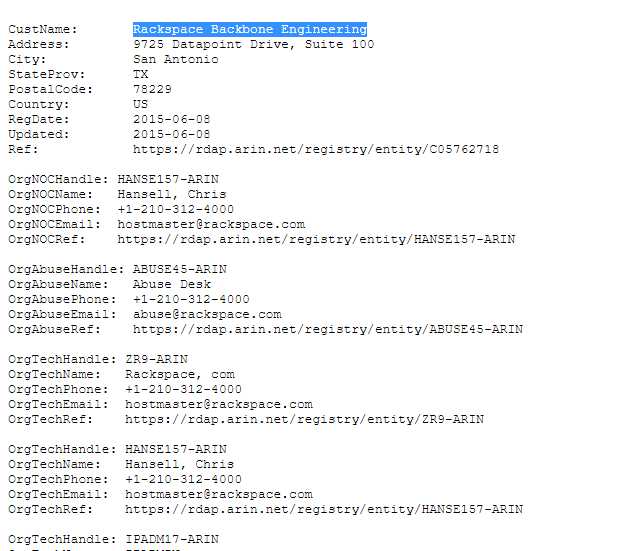 CustName: Rackspace Backbone Engineering
Address: 9725 Datapoint Drive, Suite 100
City: San Antonio
StateProv: TX
PostalCode: 78229
Country: US
RegDate: 2015-06-08
Updated: 2015-06-08
Ref: https://rdap.arin.net/registry/entity/C05762718
OrgNOCHandle: HANSE157-ARIN
OrgNOCName: Hansell, Chris
OrgNOCPhone: +1-210-312-4000
OrgNOCEmail: hostmaster@rackspace.com
OrgNOCRef: https://rdap.arin.net/registry/entity/HANSE157-ARIN
OrgAbuseHandle: ABUSE45-ARIN
OrgAbuseName: Abuse Desk
OrgAbusePhone: +1-210-312-4000
OrgAbuseEmail: abuse@rackspace.com
OrgAbuseRef: https://rdap.arin.net/registry/entity/ABUSE45-ARIN
OrgTechHandle: ZR9-ARIN
OrgTechName: Rackspace, com
OrgTechPhone: +1-210-312-4000
OrgTechEmail: hostmaster@rackspace.com
OrgTechRef: https://rdap.arin.net/registry/entity/ZR9-ARIN
OrgTechHandle: HANSE157-ARIN
OrgTechName: Hansell, Chris
OrgTechPhone: +1-210-312-4000
OrgTechEmail: hostmaster@rackspace.com
OrgTechRef: https://rdap.arin.net/registry/entity/HANSE157-ARIN
OrgTechHandle: IPADM17-ARIN